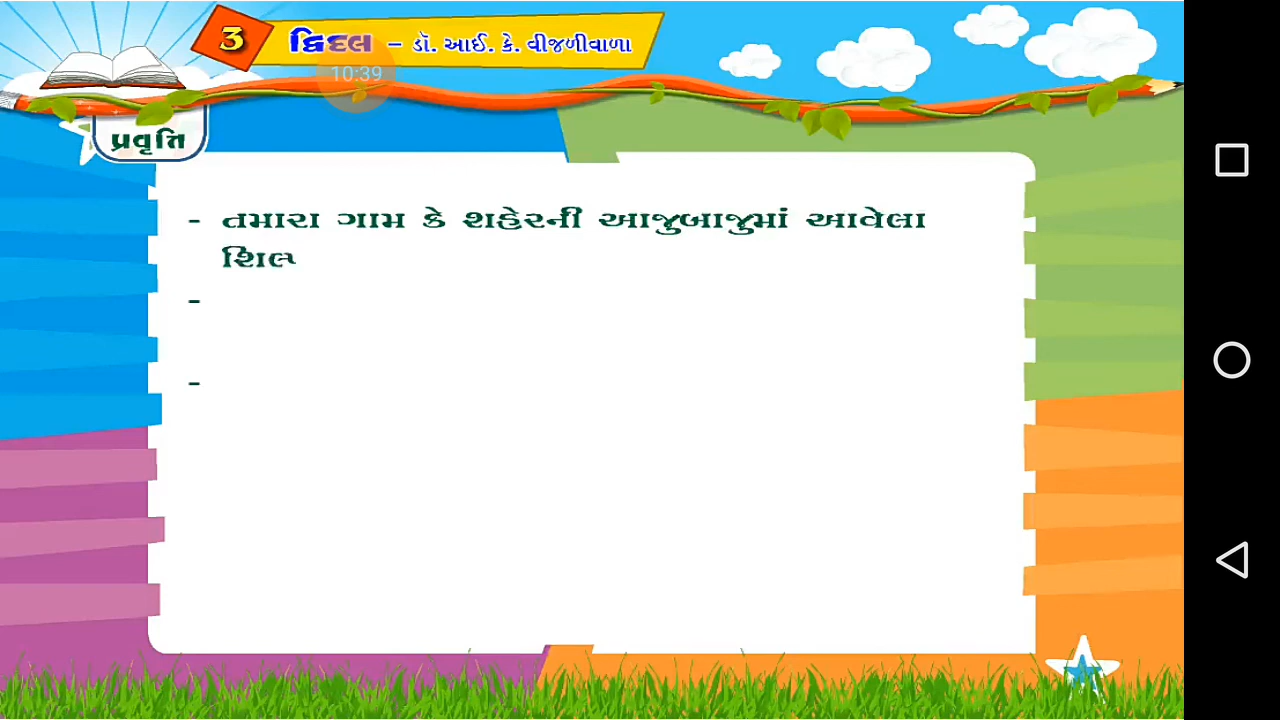 3 દ્વિદલ – ડૉ. આઈ. કે. વીજળીવાળા
10:39
પ્રવૃત્તિ
- તમારા ગામ કે શહેરની આજુબાજુમાં આવેલા
શિલ્પ
-
-